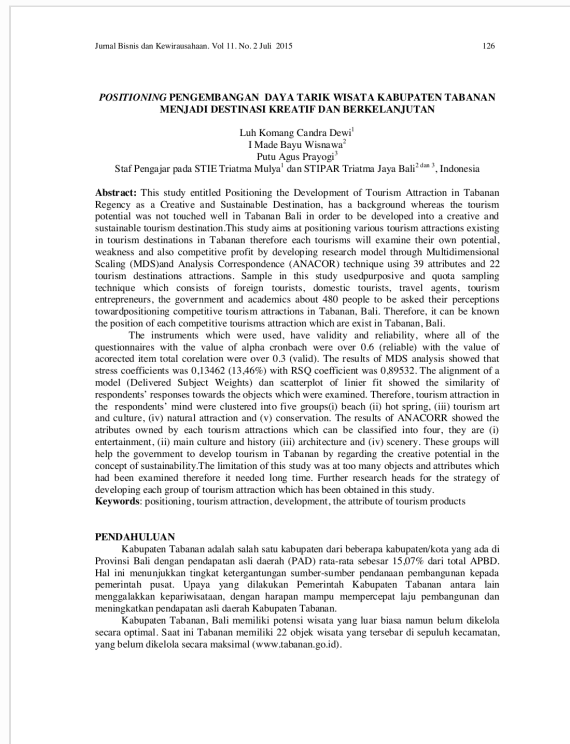 Jurnal Bisnis dan Kewirausahaan. Vol 11. No. 2 Juli 2015 126
POSITIONING PENGEMBANGAN DAYA TARIK WISATA KABUPATEN TABANAN
MENJADI DESTINASI KREATIF DAN BERKELANJUTAN
Luh Komang Candra Dewi1
I Made Bayu Wisnawa2
Putu Agus Prayogi3
Staf Pengajar pada STIE Triatma Mulya1 dan STIPAR Triatma Jaya Bali2 dan 3, Indonesia
Abstract: This study entitled Positioning the Development of Tourism Attraction in Tabanan
Regency as a Creative and Sustainable Destination, has a background whereas the tourism
potential was not touched well in Tabanan Bali in order to be developed into a creative and
sustainable tourism destination.This study aims at positioning various tourism attractions existing
in tourism destinations in Tabanan therefore each tourisms will examine their own potential,
weakness and also competitive profit by developing research model through Multidimensional
Scaling (MDS)and Analysis Correspondence (ANACOR) technique using 39 attributes and 22
tourism destinations attractions. Sample in this study usedpurposive and quota sampling
technique which consists of foreign tourists, domestic tourists, travel agents, tourism
entrepreneurs, the government and academics about 480 people to be asked their perceptions
towardpositioning competitive tourism attractions in Tabanan, Bali. Therefore, it can be known
the position of each competitive tourisms attraction which are exist in Tabanan, Bali.
The instruments which were used, have validity and reliability, where all of the
questionnaires with the value of alpha cronbach were over 0.6 (reliable) with the value of
acorected item total corelation were over 0.3 (valid). The results of MDS analysis showed that
stress coefficients was 0,13462 (13,46%) with RSQ coefficient was 0,89532. The alignment of a
model (Delivered Subject Weights) dan scatterplot of linier fit showed the similarity of
respondents' responses towards the objects which were examined. Therefore, tourism attraction in
the respondents' mind were clustered into five groups(i) beach (ii) hot spring, (iii) tourism art
and culture, (iv) natural attraction and (v) conservation. The results of ANACORR showed the
atributes owned by each tourism attractions which can be classified into four, they are (i)
entertainment, (ii) main culture and history (iii) architecture and (iv) scenery. These groups will
help the government to develop tourism in Tabanan by regarding the creative potential in the
concept of sustainability.The limitation of this study was at too many objects and attributes which
had been examined therefore it needed long time. Further research heads for the strategy of
developing each group of tourism attraction which has been obtained in this study.
Keywords: positioning, tourism attraction, development, the attribute of tourism products
PENDAHULUAN
Kabupaten Tabanan adalah salah satu kabupaten dari beberapa kabupaten/kota yang ada di
Provinsi Bali dengan pendapatan asli daerah (PAD) rata-rata sebesar 15,07% dari total APBD.
Hal ini menunjukkan tingkat ketergantungan sumber-sumber pendanaan pembangunan kepada
pemerintah pusat. Upaya yang dilakukan Pemerintah Kabupaten Tabanan antara lain
menggalakkan kepariwisataan, dengan harapan mampu mempercepat laju pembangunan dan
meningkatkan pendapatan asli daerah Kabupaten Tabanan.
Kabupaten Tabanan, Bali memiliki potensi wisata yang luar biasa namun belum dikelola
secara optimal. Saat ini Tabanan memiliki 22 objek wisata yang tersebar di sepuluh kecamatan,
yang belum dikelola secara maksimal (www.tabanan.go.id).